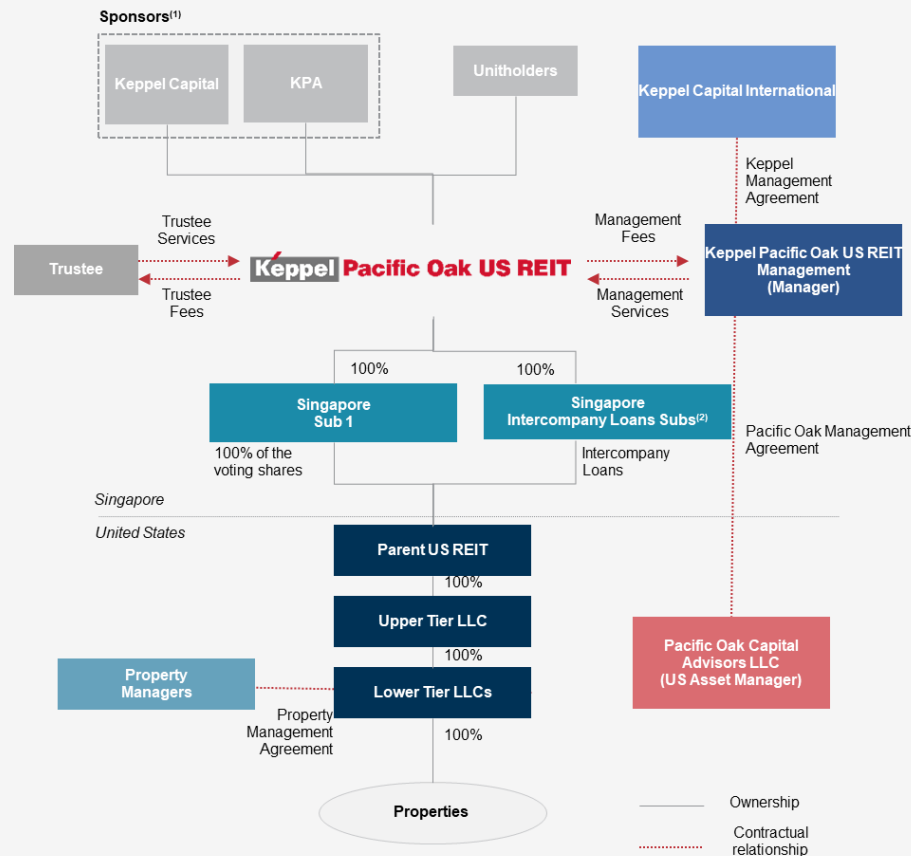 Sponsors(1)
Keppel Capital
KPA
Unitholders
Keppel Capital International
Keppel
Management
Agreement
Trustee
Services
Management
Fees
Trustee
Keppel Pacific Oak US REIT
Keppel Pacific Oak US REIT
Management
(Manager)
Trustee
Fees
Management
Services
100%
100%
Singapore
Sub 1
Singapore
Intercompany Loans Subs(2)
Pacific Oak Management
Agreement
100% of the
voting shares
Intercompany
Loans
Singapore
United States
Parent US REIT
100%
Upper Tier LLC
100%
Pacific Oak Capital
Advisors LLC
(US Asset Manager)
Property
Managers
Lower Tier LLCs
Property
Management
Agreement
100%
Properties
Ownership
Contractual
relationship